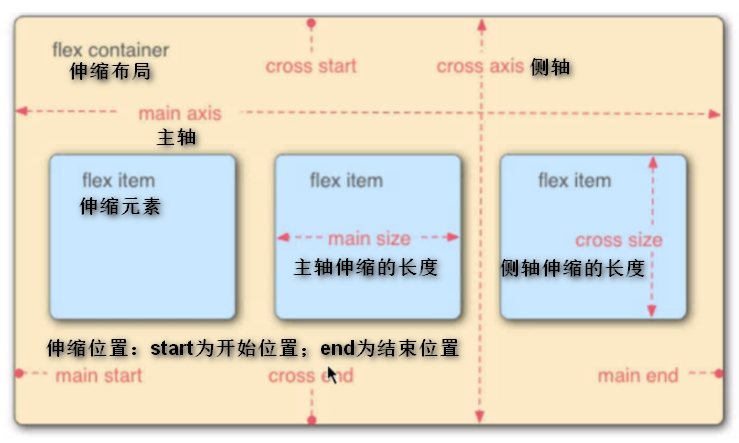 flex container
伸缩布局
cross start
cross axis 侧轴
main axis
主轴
flex item
伸缩元素
flex item
main size
主轴伸缩的长度
flex item
cross size
侧轴伸缩的长度
伸缩位置：start为开始位置；end为结束位置
main start
cross end
main end